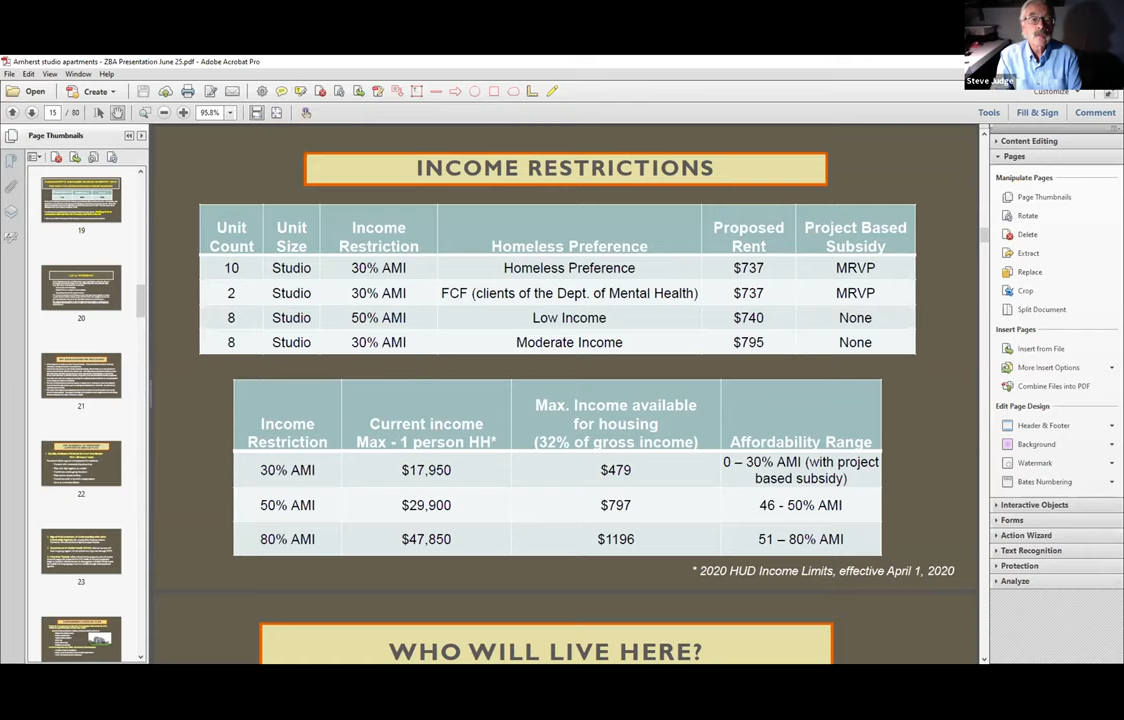 Amherst studio apartments - ZBA Presentation June 25.pdf - Adobe Acrobat Pro
File Edit View Window Help
Steve Judge
Open
Create
Customize
15 / 80
95.8%
Tools
Fill & Sign
Comment
Page Thumbnails
19
20
21
22
23
INCOME RESTRICTIONS
Unit Count Unit Size Income Restriction Homeless Preference Proposed Rent Project Based Subsidy
10 Studio 30% AMI Homeless Preference $737 MRVP
2 Studio 30% AMI FCF (clients of the Dept. of Mental Health) $737 MRVP
8 Studio 50% AMI Low Income $740 None
8 Studio 30% AMI Moderate Income $795 None
Income Restriction Current income Max - 1 person HH* Max. Income available for housing (32% of gross income) Affordability Range
30% AMI $17,950 $479 0 – 30% AMI (with project based subsidy)
50% AMI $29,900 $797 46 - 50% AMI
80% AMI $47,850 $1196 51 – 80% AMI
* 2020 HUD Income Limits, effective April 1, 2020
WHO WILL LIVE HERE?
Content Editing
Pages
Manipulate Pages
Page Thumbnails
Rotate
Delete
Extract
Replace
Crop
Split Document
Insert Pages
Insert from File
More Insert Options
Combine Files into PDF
Edit Page Design
Header & Footer
Background
Watermark
Bates Numbering
Interactive Objects
Forms
Action Wizard
Text Recognition
Protection
Analyze